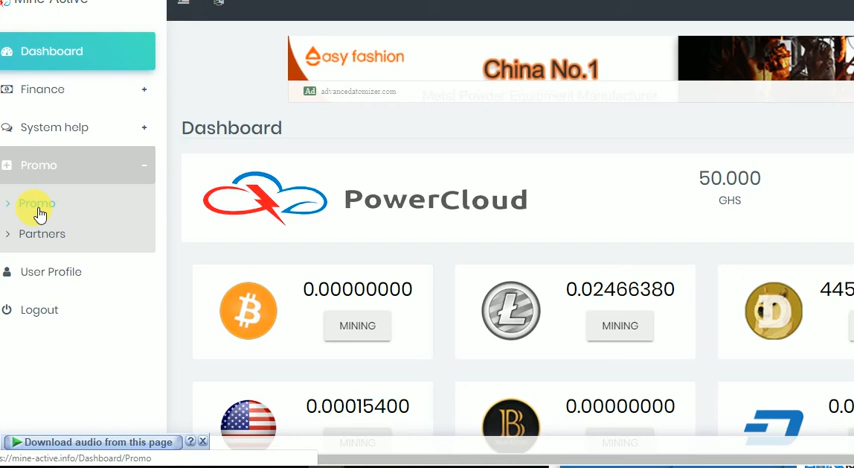 Mine-Active
Dashboard
Finance +
System help +
Promo -
Promo
Partners
User Profile
Logout
easy fashion
China No.1
Metal Powder Equipment Manufacturer
Ad advancedatomizer.com
Dashboard
PowerCloud
50.000
GHS
0.00000000
MINING
0.02466380
MINING
445
0.00015400
MINING
0.00000000
MINING
0.0
Download audio from this page ? X
s://mine-active.info/Dashboard/Promo